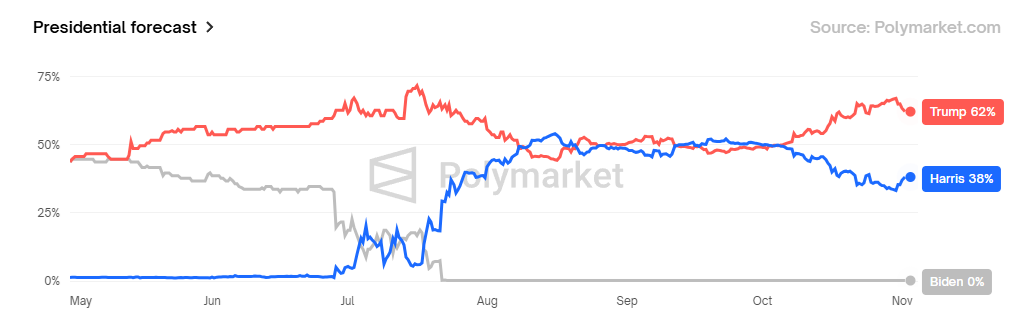 Presidential forecast
Source: Polymarket.com
75%
Trump 62%
50%
Polymarket
Harris 38%
25%
0%
Biden 0%
May Jun Jul Aug Sep Oct Nov